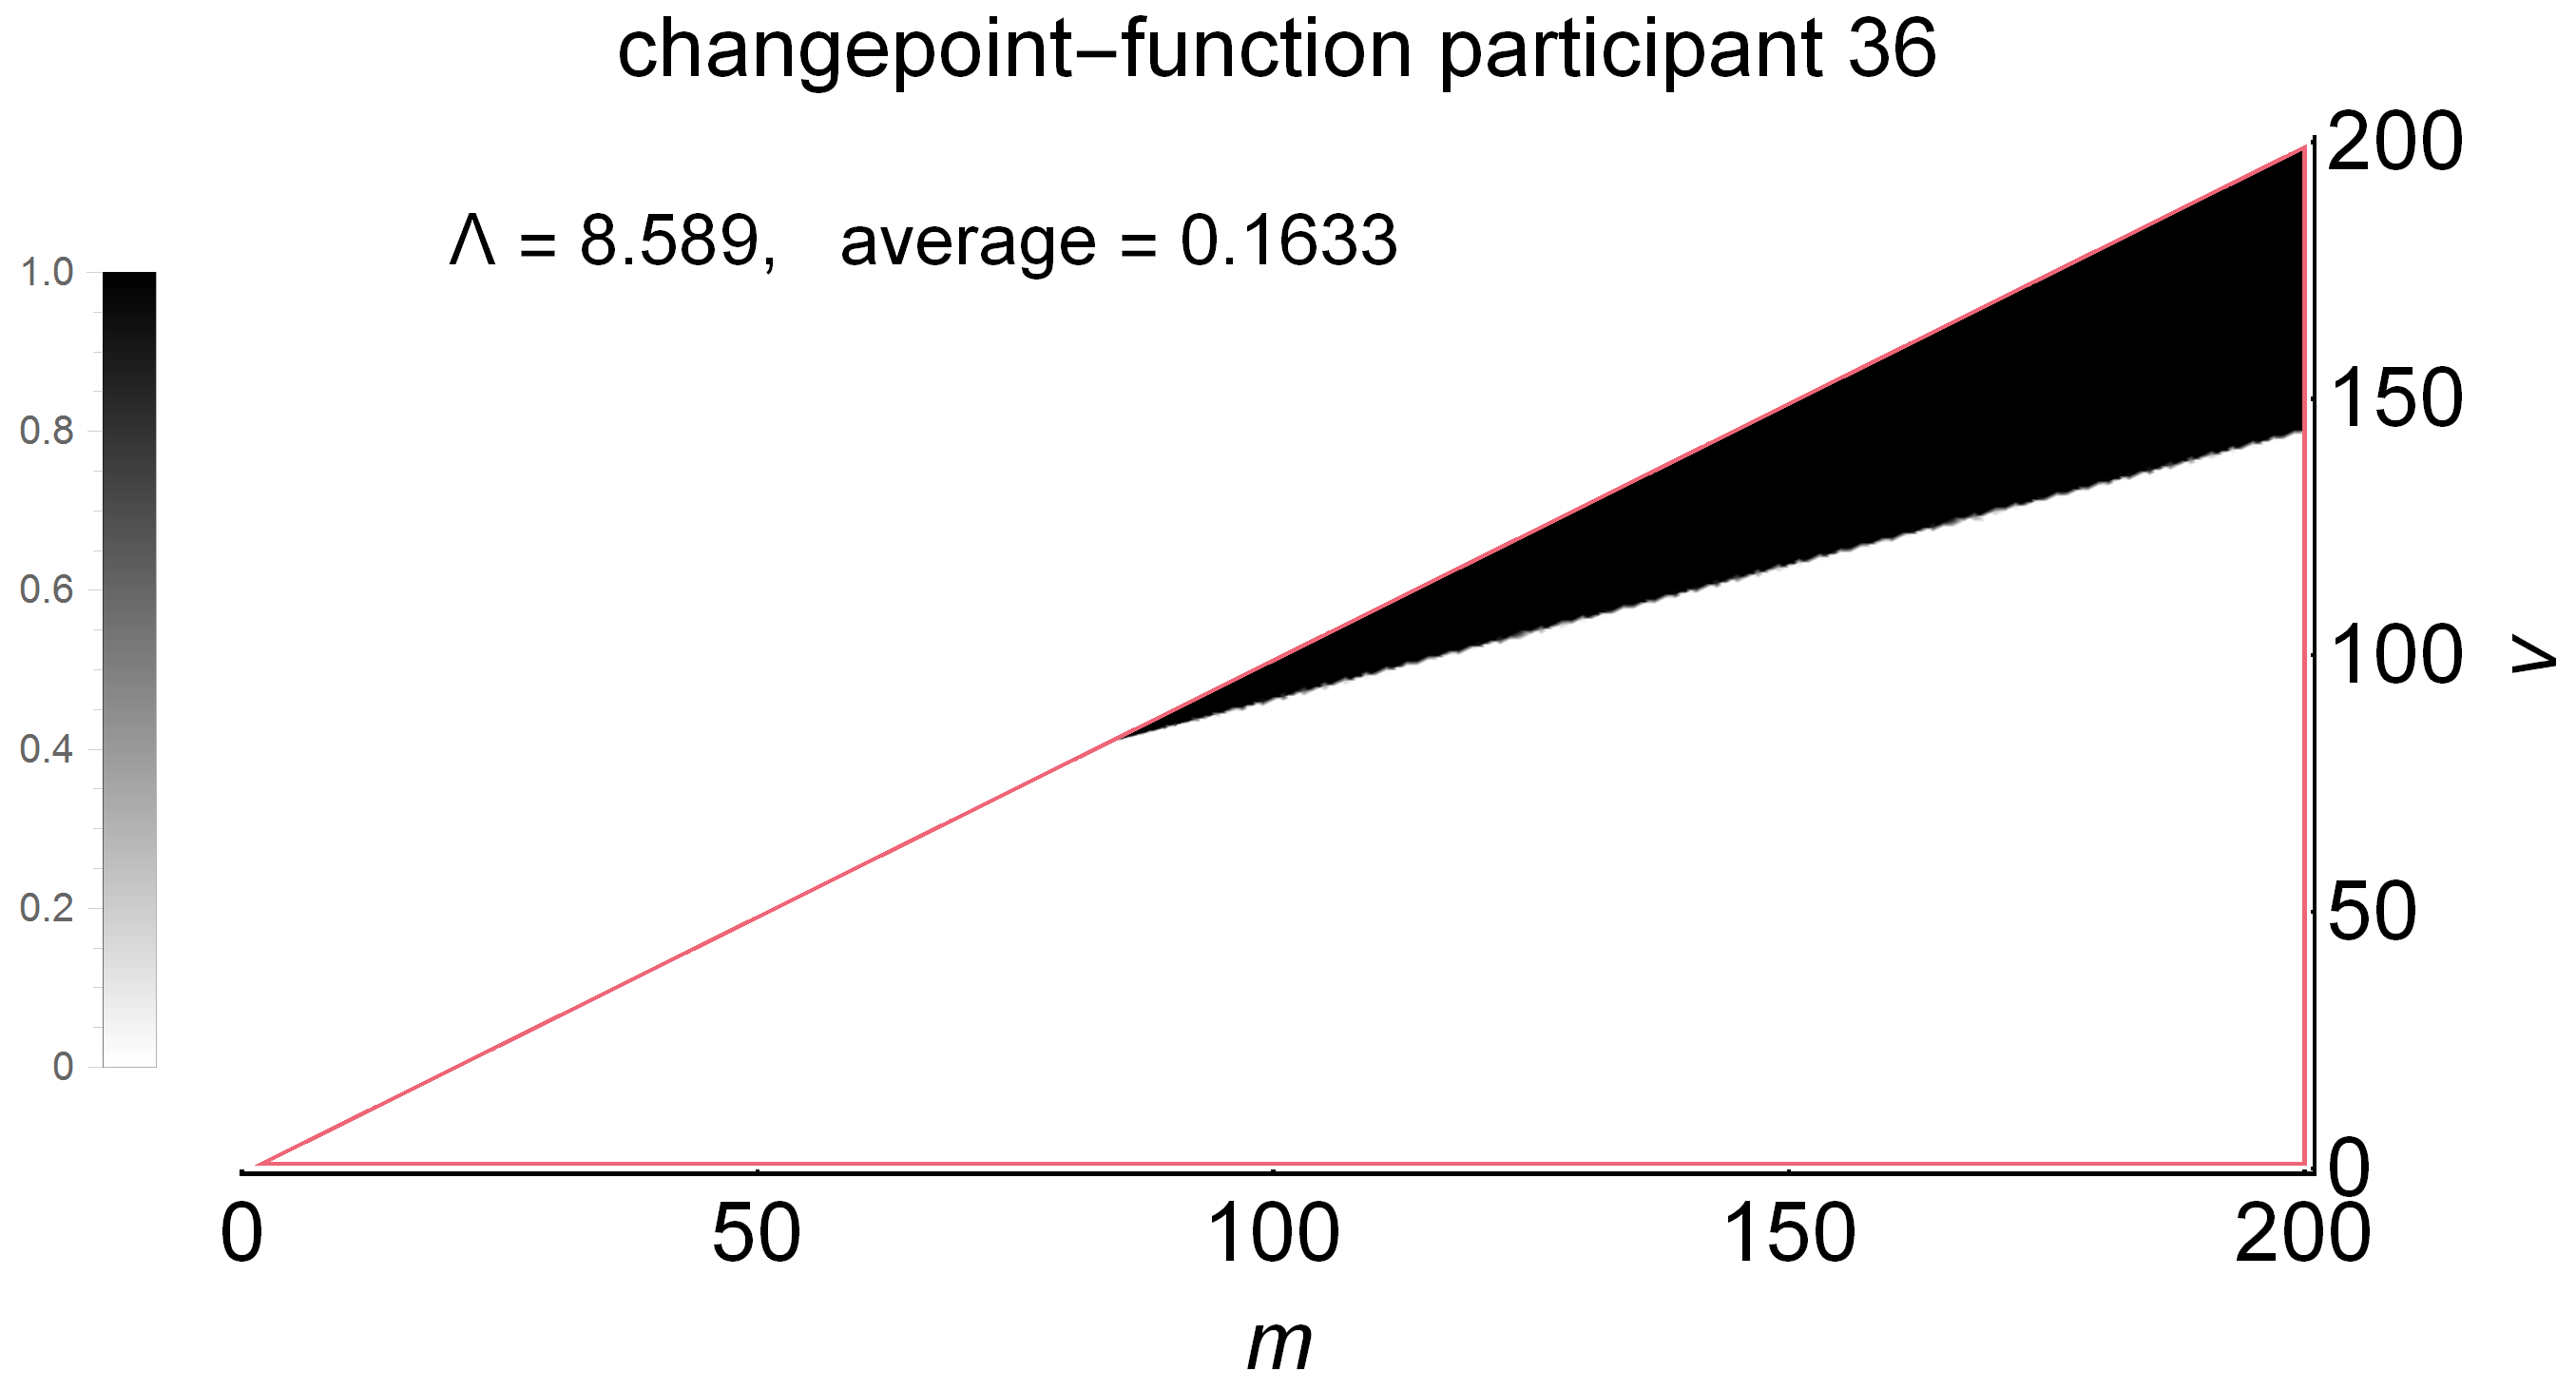 changepoint–function participant 36
Λ = 8.589, average = 0.1633
1.0
0.8
0.6
0.4
0.2
0
200
150
100
50
0
v
0 50 100 150 200
m